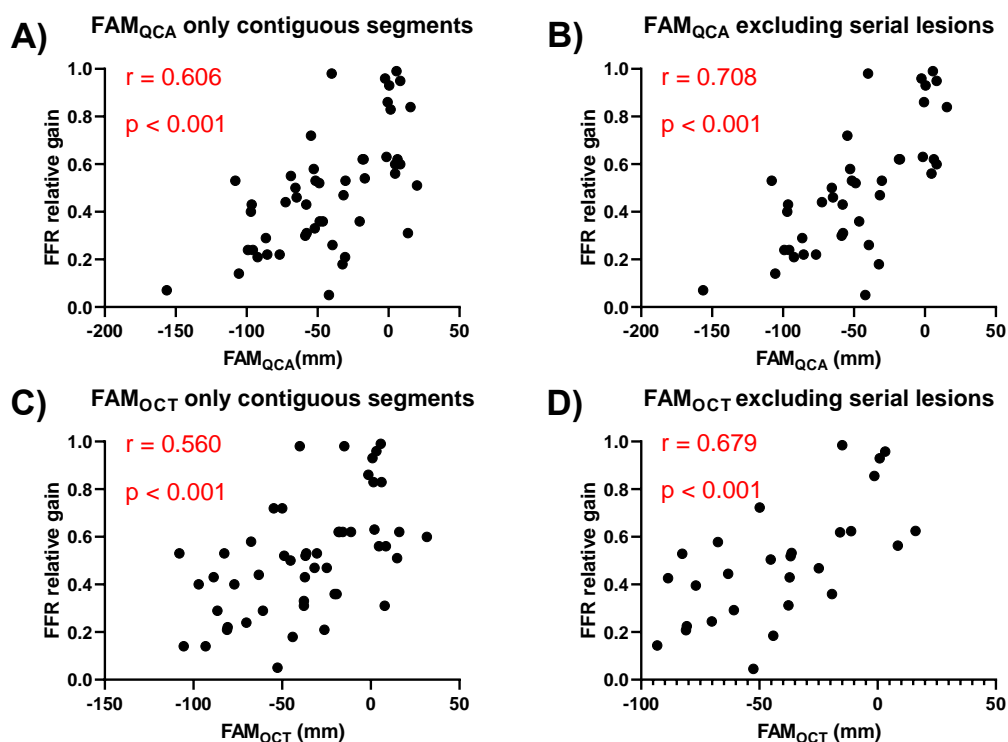 A) FAMQCA only contiguous segments
r = 0.606
p < 0.001
FFR relative gain
1.0
0.8
0.6
0.4
0.2
0.0
-200 -150 -100 -50 0 50
FAMQCA(mm)
B) FAMQCA excluding serial lesions
r = 0.708
p < 0.001
FFR relative gain
1.0
0.8
0.6
0.4
0.2
0.0
-200 -150 -100 -50 0 50
FAMQCA(mm)
C) FAMOCT only contiguous segments
r = 0.560
p < 0.001
FFR relative gain
1.0
0.8
0.6
0.4
0.2
0.0
-150 -100 -50 0 50
FAMOCT (mm)
D) FAMOCT excluding serial lesions
r = 0.679
p < 0.001
FFR relative gain
1.0
0.8
0.6
0.4
0.2
0.0
-100 -50 0 50
FAMOCT (mm)